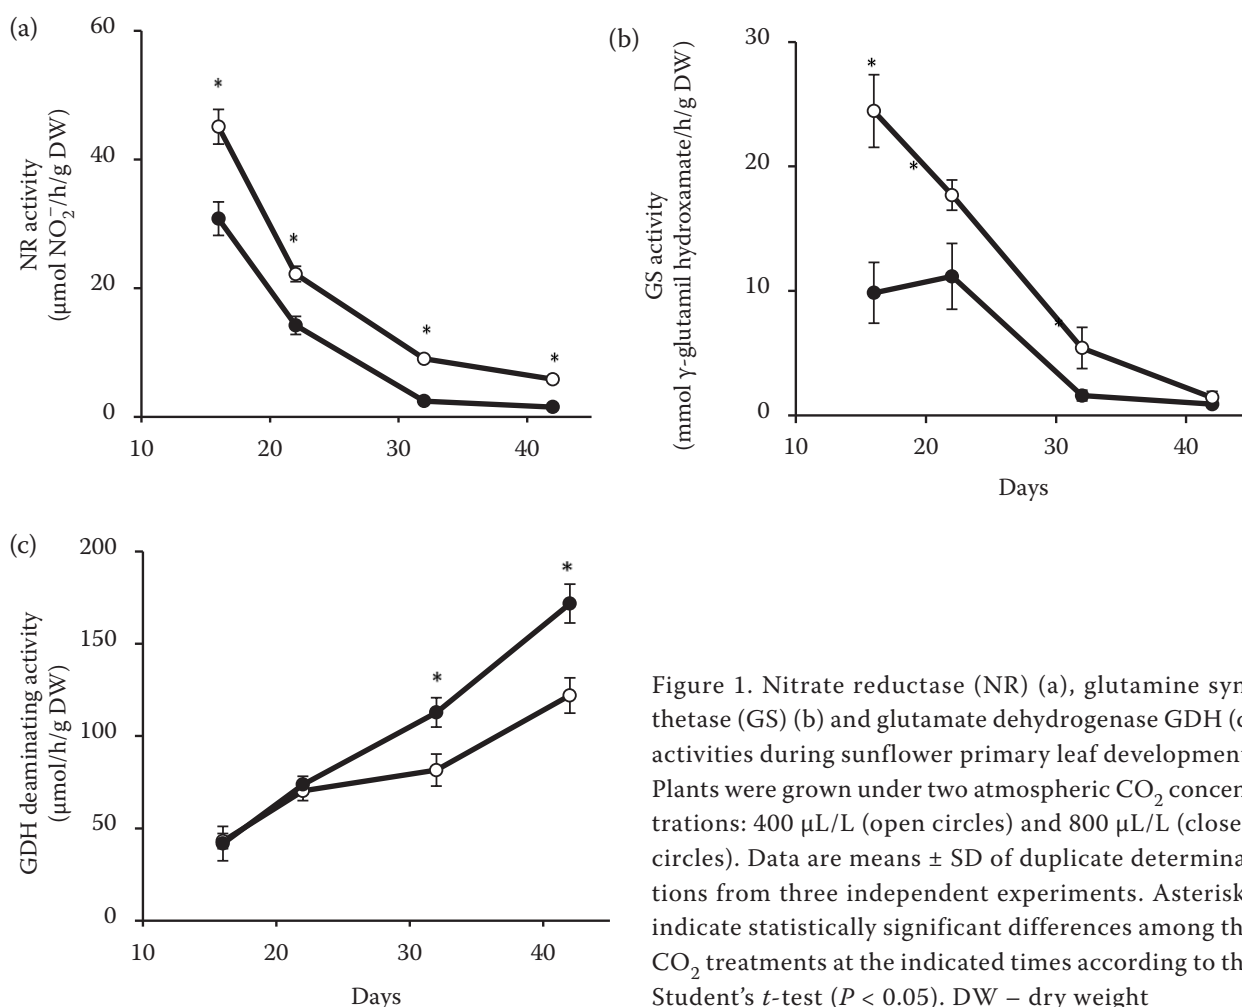 (a)
60
40
20
0
10
20
30
40
NR activity
(μmol NO₂⁻/h/g DW)
*
*
*
*
(b)
30
20
10
0
10
20
30
40
GS activity
(mmol γ-glutamil hydroxamate/h/g DW)
*
*
*
Days
(c)
200
150
100
50
0
10
20
30
40
GDH deaminating activity
(μmol/h/g DW)
*
*
Days
Figure 1. Nitrate reductase (NR) (a), glutamine syn
thetase (GS) (b) and glutamate dehydrogenase GDH (c
activities during sunflower primary leaf development
Plants were grown under two atmospheric CO₂ concen
trations: 400 μL/L (open circles) and 800 μL/L (close
circles). Data are means ± SD of duplicate determina
tions from three independent experiments. Asterisk
indicate statistically significant differences among th
CO₂ treatments at the indicated times according to th
Student's t-test (P < 0.05). DW – dry weight